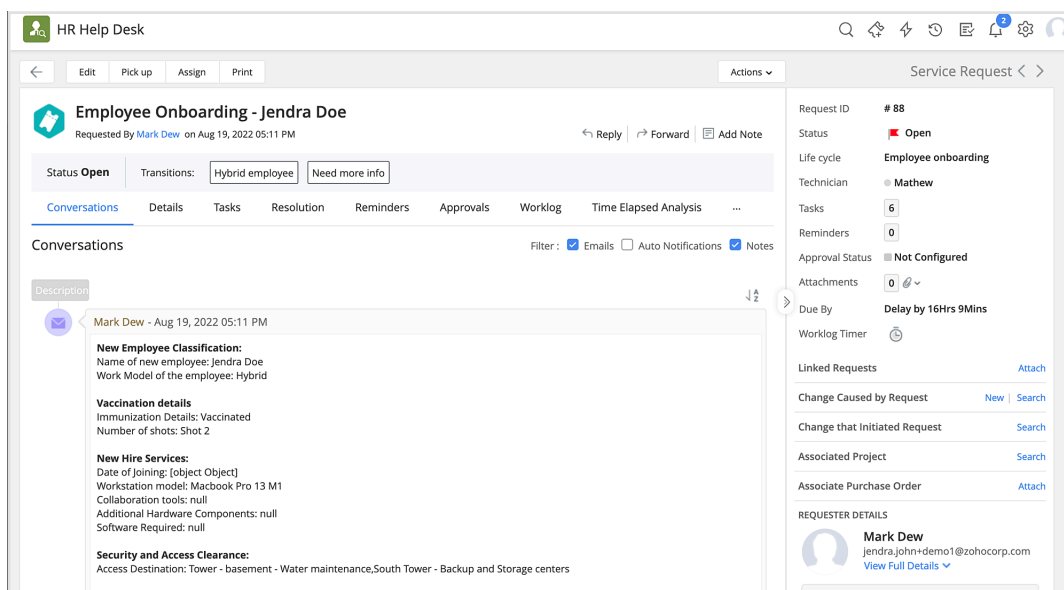 HR Help Desk
2
Edit
Pick up
Assign
Print
Actions
Service Request
Employee Onboarding - Jendra Doe
Requested By Mark Dew on Aug 19, 2022 05:11 PM
Reply
Forward
Add Note
Status Open
Transitions:
Hybrid employee
Need more info
Conversations
Details
Tasks
Resolution
Reminders
Approvals
Worklog
Time Elapsed Analysis
...
Conversations
Filter :
Emails
Auto Notifications
Notes
Description
A
Z
Mark Dew - Aug 19, 2022 05:11 PM
New Employee Classification:
Name of new employee: Jendra Doe
Work Model of the employee: Hybrid
Vaccination details
Immunization Details: Vaccinated
Number of shots: Shot 2
New Hire Services:
Date of Joining: [object Object]
Workstation model: Macbook Pro 13 M1
Collaboration tools: null
Additional Hardware Components: null
Software Required: null
Security and Access Clearance:
Access Destination: Tower - basement - Water maintenance,South Tower - Backup and Storage centers
Request ID # 88
Status Open
Life cycle Employee onboarding
Technician Mathew
Tasks 6
Reminders 0
Approval Status Not Configured
Attachments 0
Due By Delay by 16Hrs 9Mins
Worklog Timer
Linked Requests Attach
Change Caused by Request New | Search
Change that Initiated Request Search
Associated Project Search
Associate Purchase Order Attach
REQUESTER DETAILS
Mark Dew
jendra.john+demo1@zohocorp.com
View Full Details